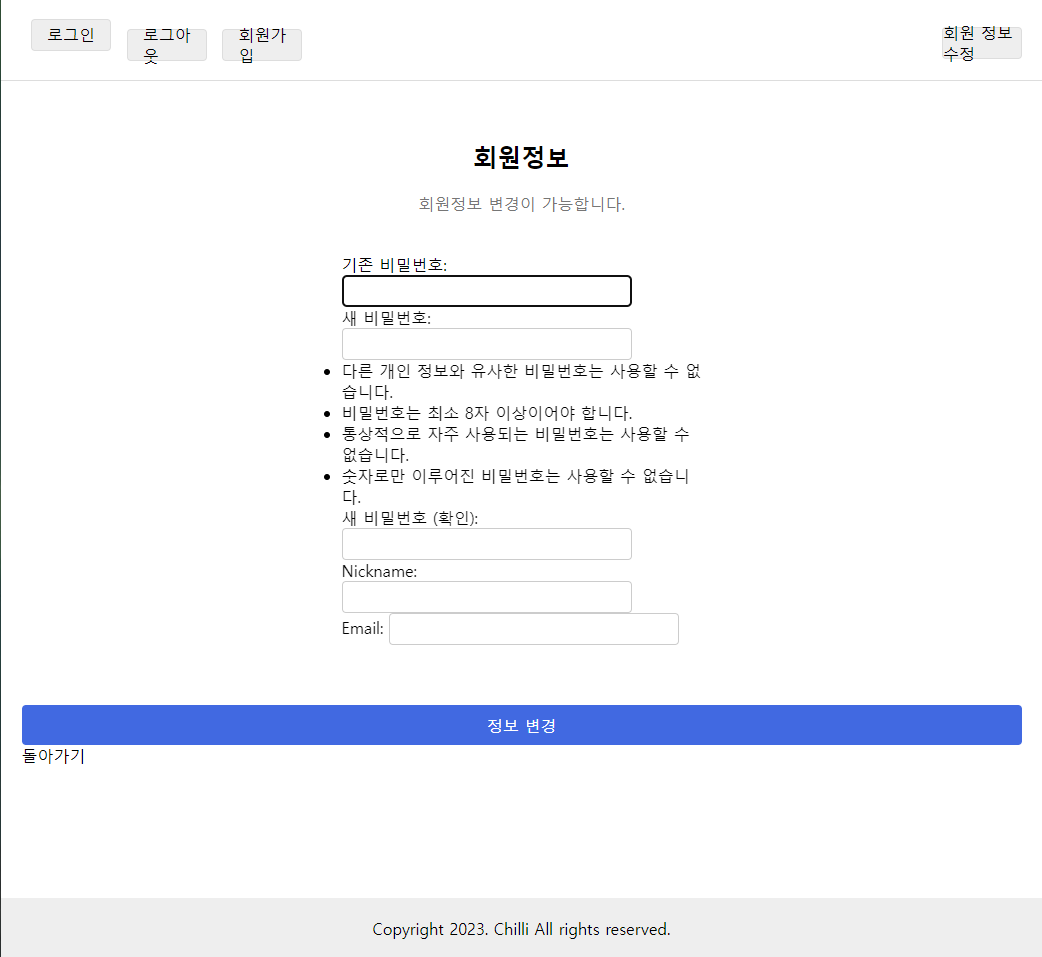 로그인
로그아
웃
회원가
입
회원 정보
수정
회원정보
회원정보 변경이 가능합니다.
기존 비밀번호:
새 비밀번호:
다른 개인 정보와 유사한 비밀번호는 사용할 수 없
습니다.
비밀번호는 최소 8자 이상이어야 합니다.
통상적으로 자주 사용되는 비밀번호는 사용할 수
없습니다.
숫자로만 이루어진 비밀번호는 사용할 수 없습니
다.
새 비밀번호 (확인):
Nickname:
Email:
정보 변경
돌아가기
Copyright 2023. Chilli All rights reserved.